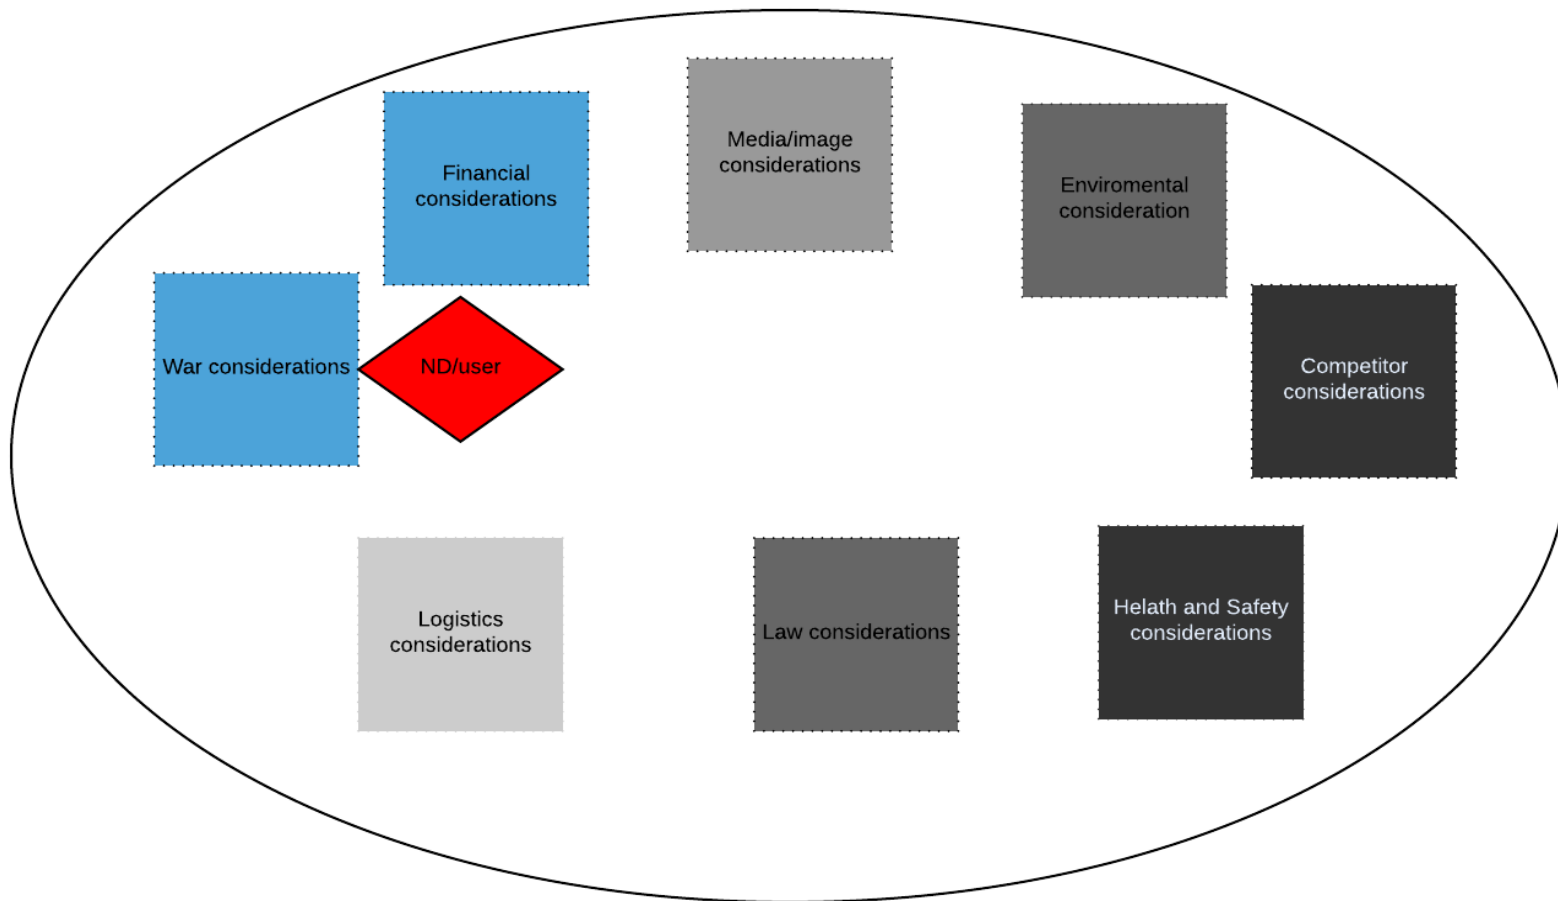 Media/image
considerations
Financial
considerations
Enviromental
consideration
War considerations
ND/user
Competitor
considerations
Logistics
considerations
Law considerations
Helath and Safety
considerations